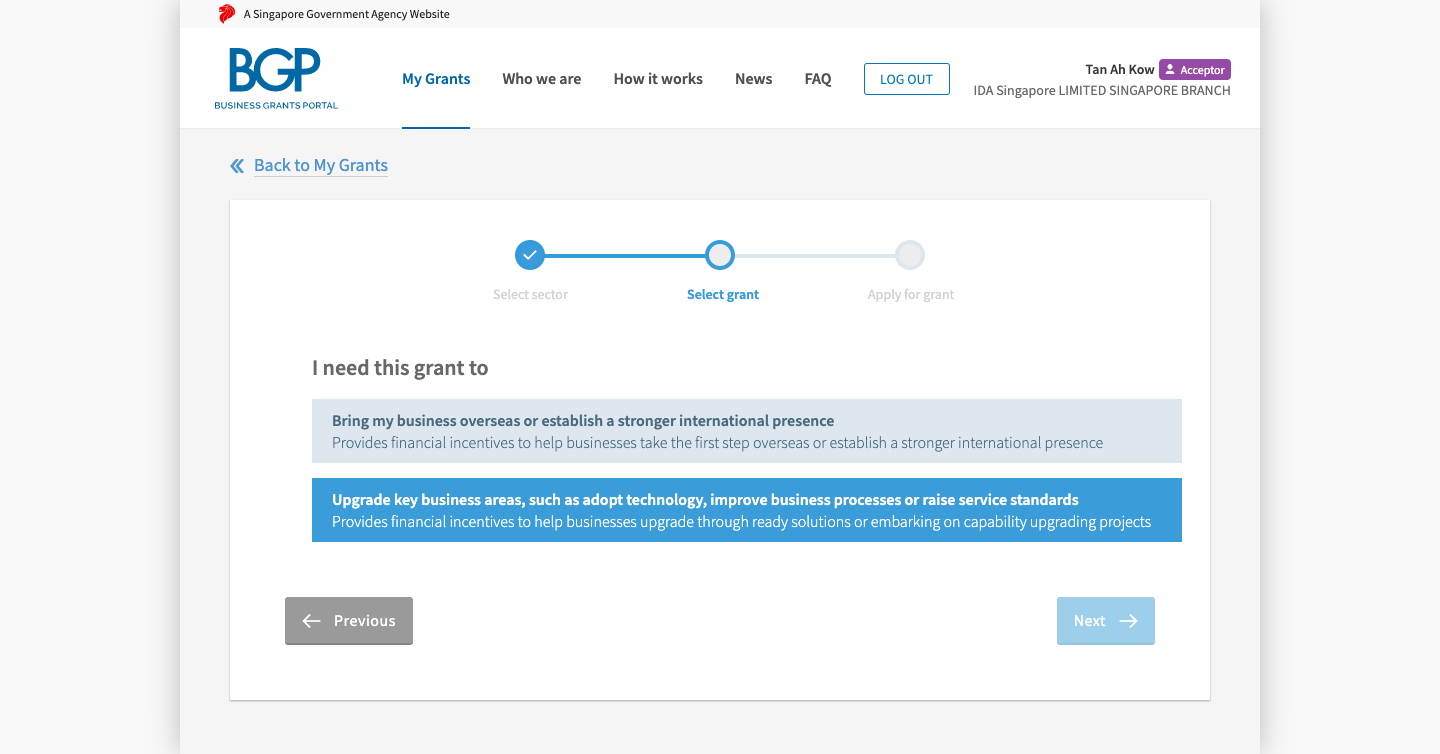 A Singapore Government Agency Website
BGP
BUSINESS GRANTS PORTAL
My Grants
Who we are
How it works
News
FAQ
LOG OUT
Tan Ah Kow
Acceptor
IDA Singapore LIMITED SINGAPORE BRANCH
Back to My Grants
Select sector
Select grant
Apply for grant
I need this grant to
Bring my business overseas or establish a stronger international presence
Provides financial incentives to help businesses take the first step overseas or establish a stronger international presence
Upgrade key business areas, such as adopt technology, improve business processes or raise service standards
Provides financial incentives to help businesses upgrade through ready solutions or embarking on capability upgrading projects
Previous
Next